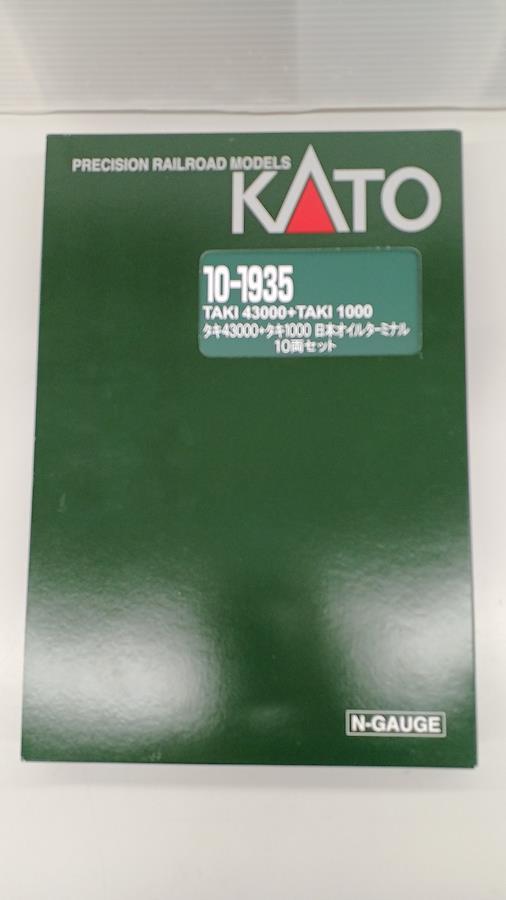 PRECISION RAILROAD MODELS
KATO
10-1935
TAKI 43000+TAKI 1000
タキ43000+タキ1000 日本オイルターミナル
10両セット
N-GAUGE